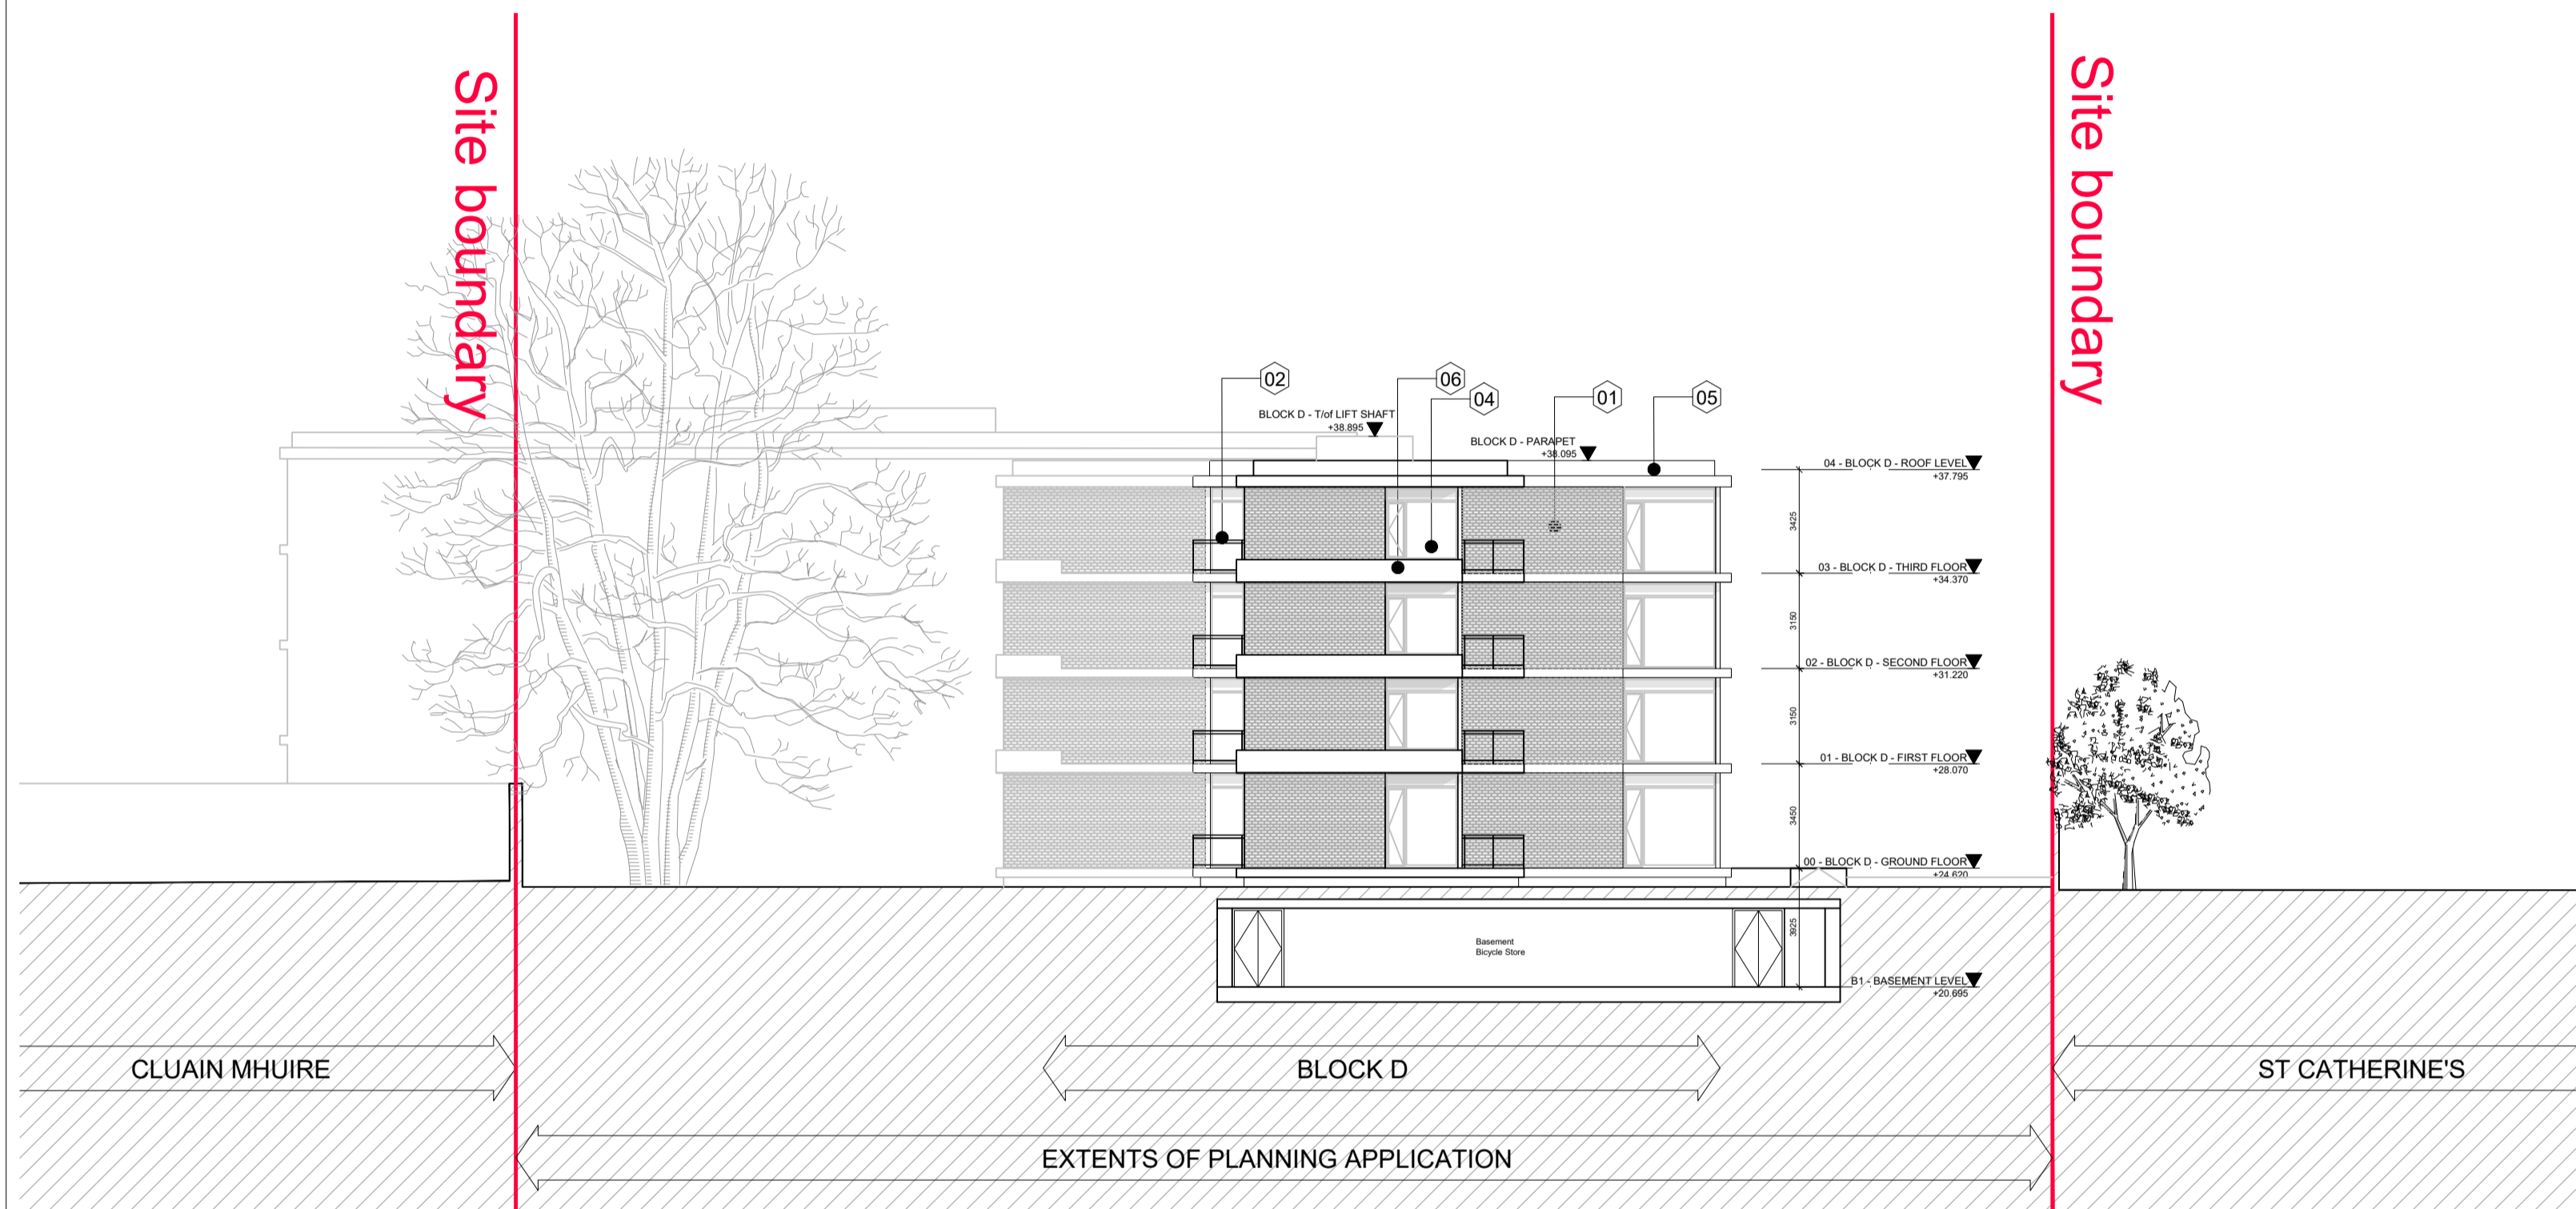 Site boundary
Site boundary
02
06
04
01
05
BLOCK D - T/of LIFT SHAFT
+38.895
BLOCK D - PARAPET
+38.095
04 - BLOCK D - ROOF LEVEL
+37.795
3425
03 - BLOCK D - THIRD FLOOR
+34.370
3150
02 - BLOCK D - SECOND FLOOR
+31.220
3150
01 - BLOCK D - FIRST FLOOR
+28.070
3450
00 - BLOCK D - GROUND FLOOR
+24.620
3925
Basement
Bicycle Store
B1 - BASEMENT LEVEL
+20.695
CLUAIN MHUIRE
BLOCK D
ST CATHERINE'S
EXTENTS OF PLANNING APPLICATION